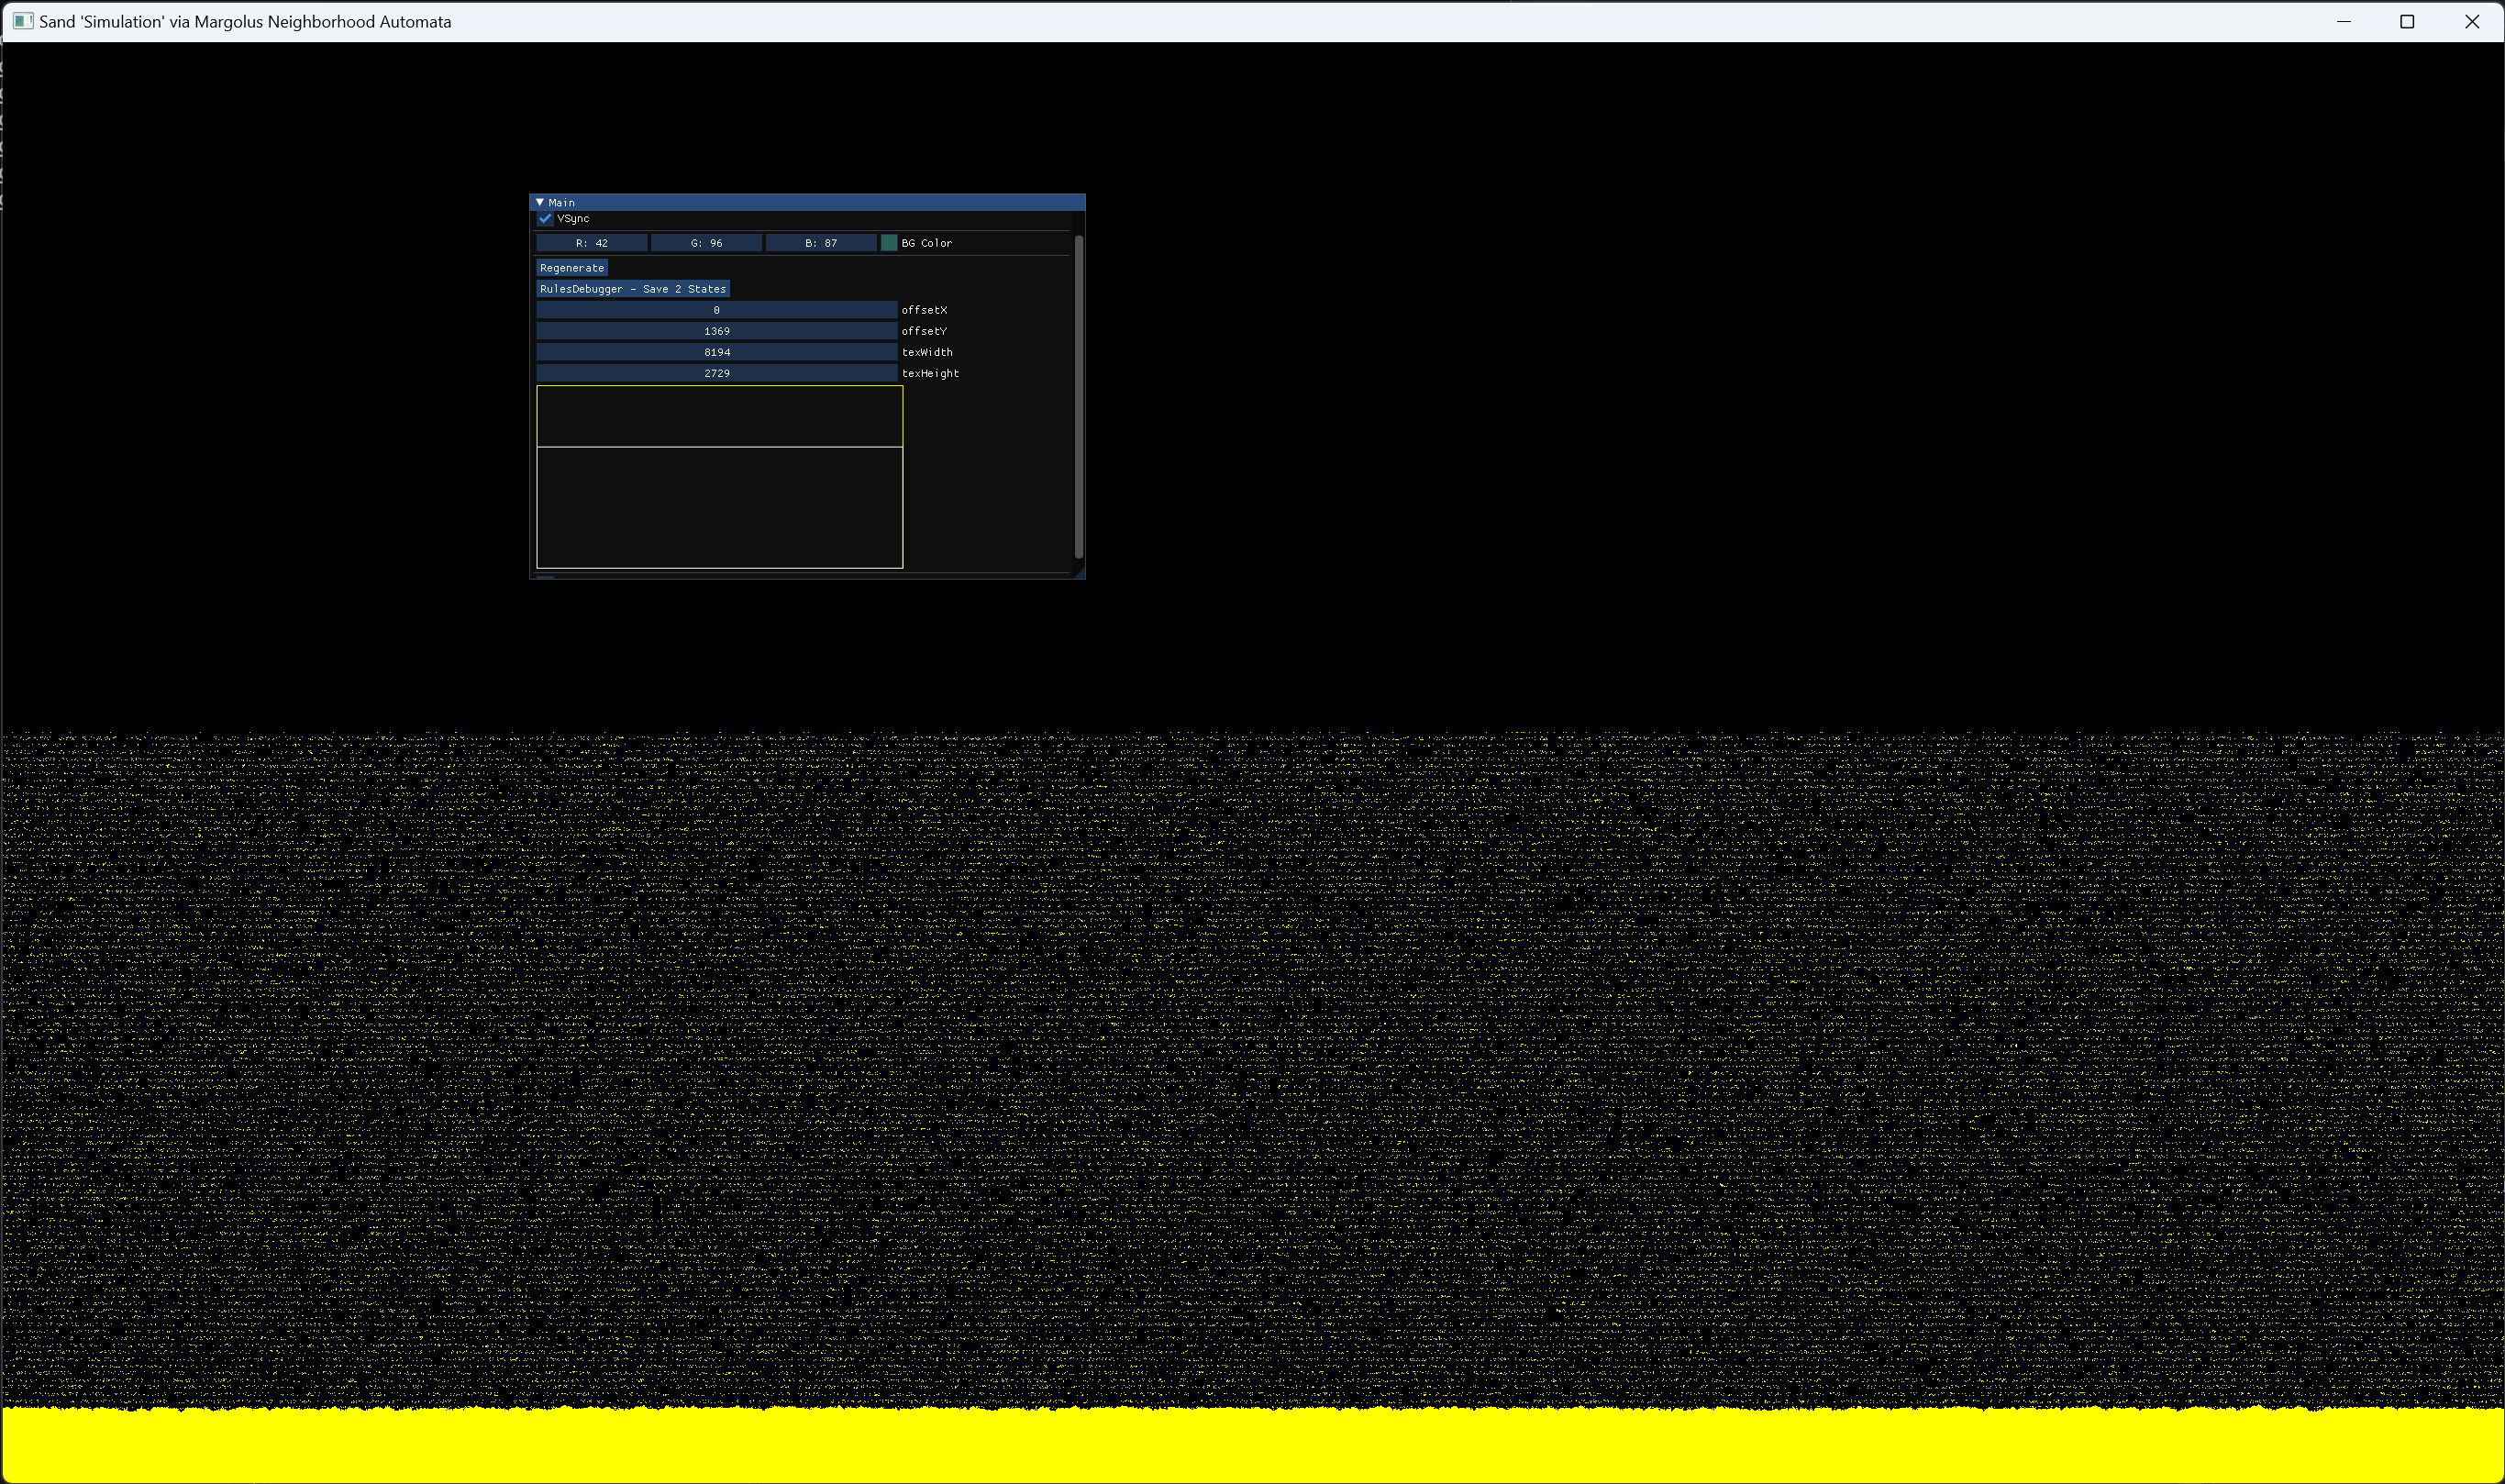 Sand 'Simulation' via Margolus Neighborhood Automata
Main
VSync
R: 42 G: 96 B: 87 BG Color
Regenerate
RulesDebugger - Save 2 States
0 offsetX
1369 offsetY
8194 texWidth
2729 texHeight